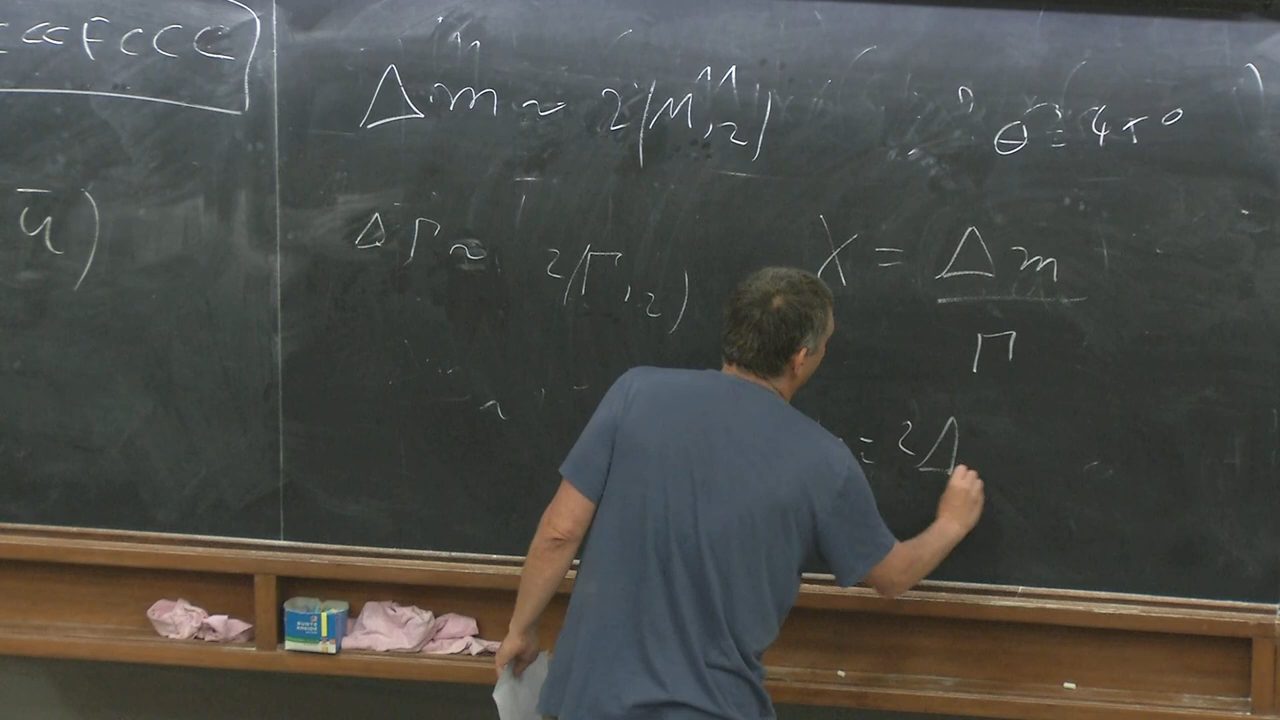 ū)
Δm ~ 2|M₁₂|
θ = 45°
ΔΓ ~ 2|Γ₁₂|
X = Δm / Γ
= 2Δ